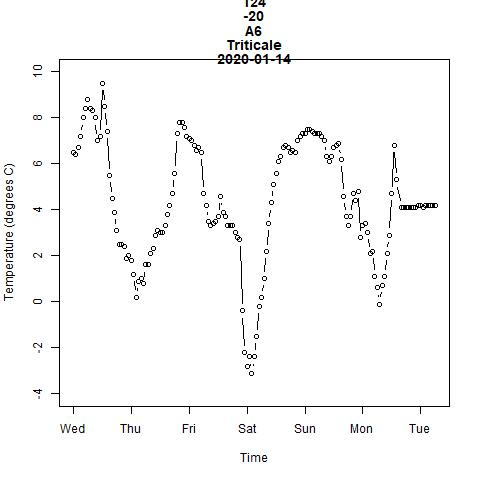 124
-20
A6
Triticale
2020-01-14
Temperature (degrees C)
10
8
6
4
2
0
-2
-4
Wed Thu Fri Sat Sun Mon Tue
Time